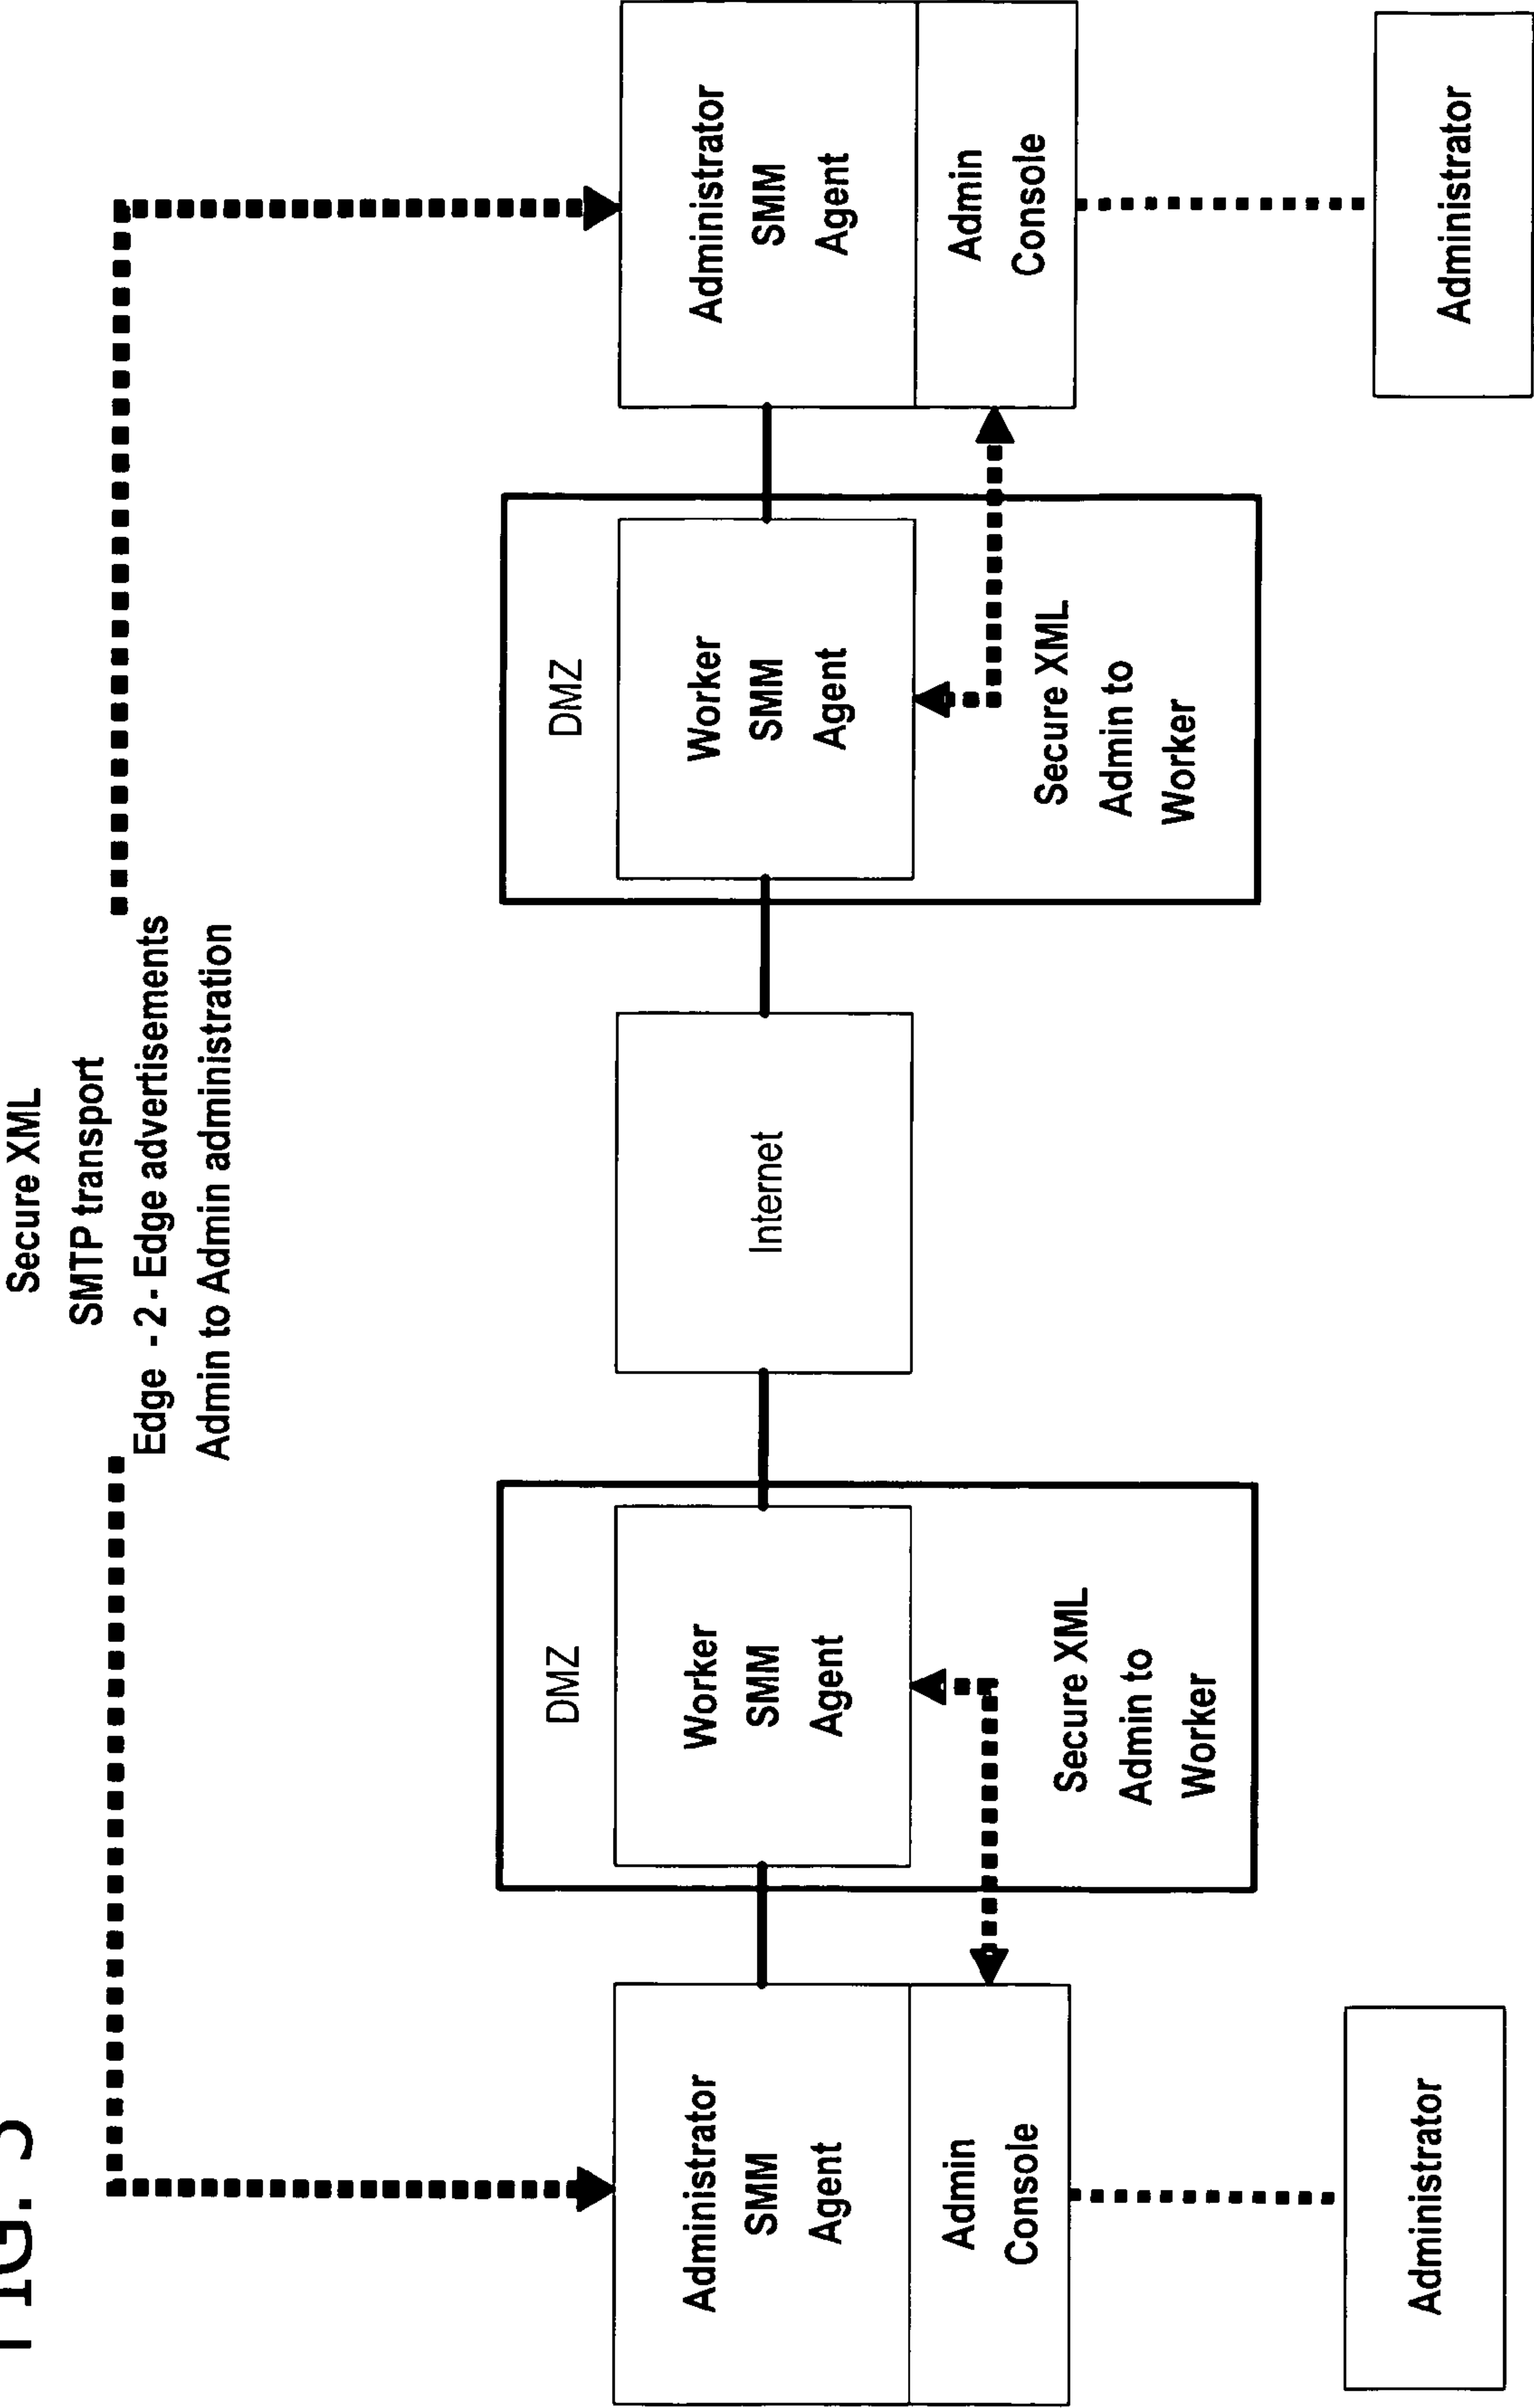 FIG.
Secure XML
SMTP transport
Edge - 2 - Edge advertisements
Admin to Admin administration
Administrator
SMM
Agent
Admin
Console
Administrator
DMZ
Worker
SMM
Agent
Secure XML
Admin to
Worker
Internet
DMZ
Worker
SMM
Agent
Secure XML
Admin to
Worker
Administrator
SMM
Agent
Admin
Console
Administrator